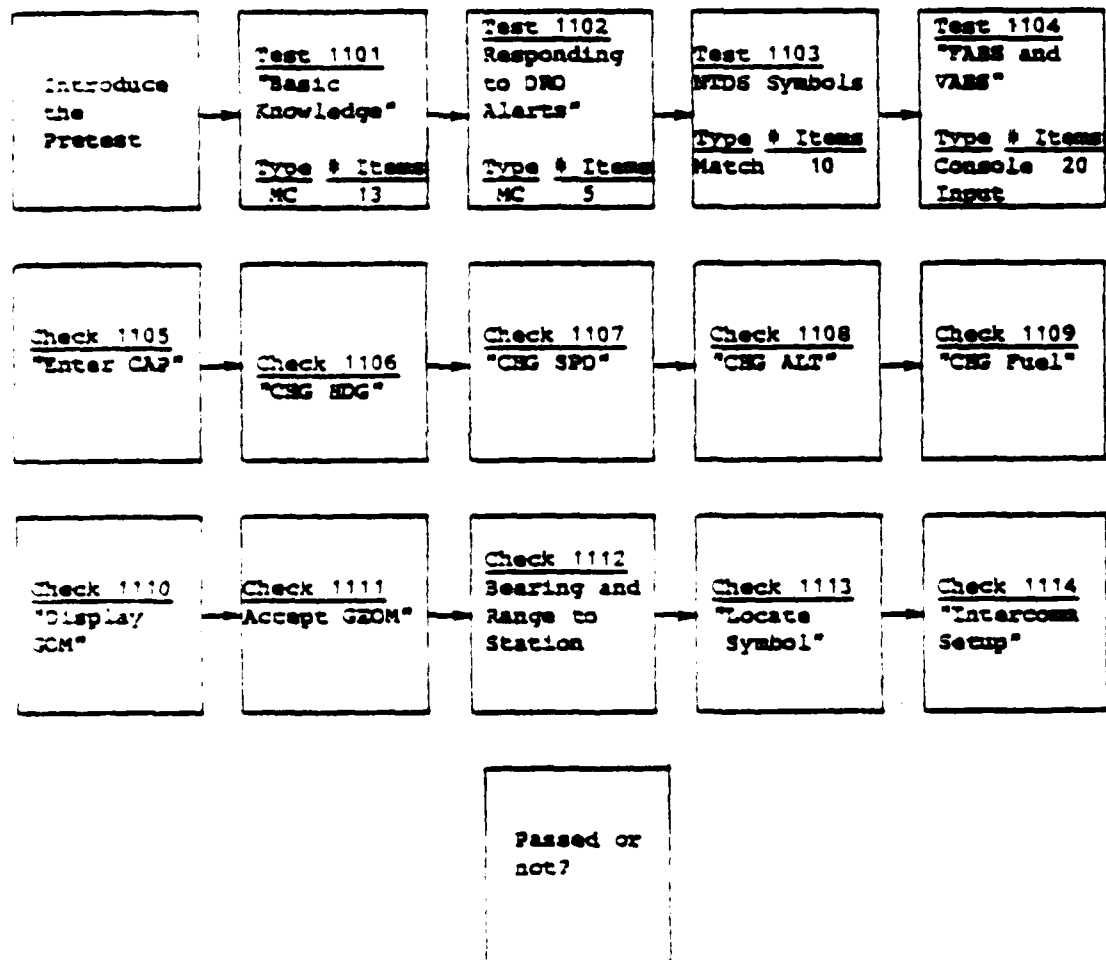 Introduce
the
Pretest
Test 1101
"Basic
Knowledge"
Type # Items
MC 13
Test 1102
Responding
to DRO
Alerts"
Type # Items
MC 5
Test 1103
NTDS Symbols
Type # Items
Match 10
Test 1104
"FABS and
VABS"
Type # Items
Console 20
Input
Check 1105
"Enter CAP"
Check 1106
"CHG HDG"
Check 1107
"CHG SPD"
Check 1108
"CHG ALT"
Check 1109
"CHG Fuel"
Check 1110
"Display
Check 1111
Accept GEOM"
Check 1112
Bearing and
Range to
Station
Check 1113
"Locate
Symbol"
Check 1114
"Intercomm
Setup"
Passed or
not?